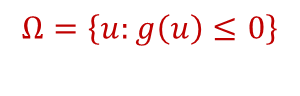 Ω = {u: g(u) ≤ 0}